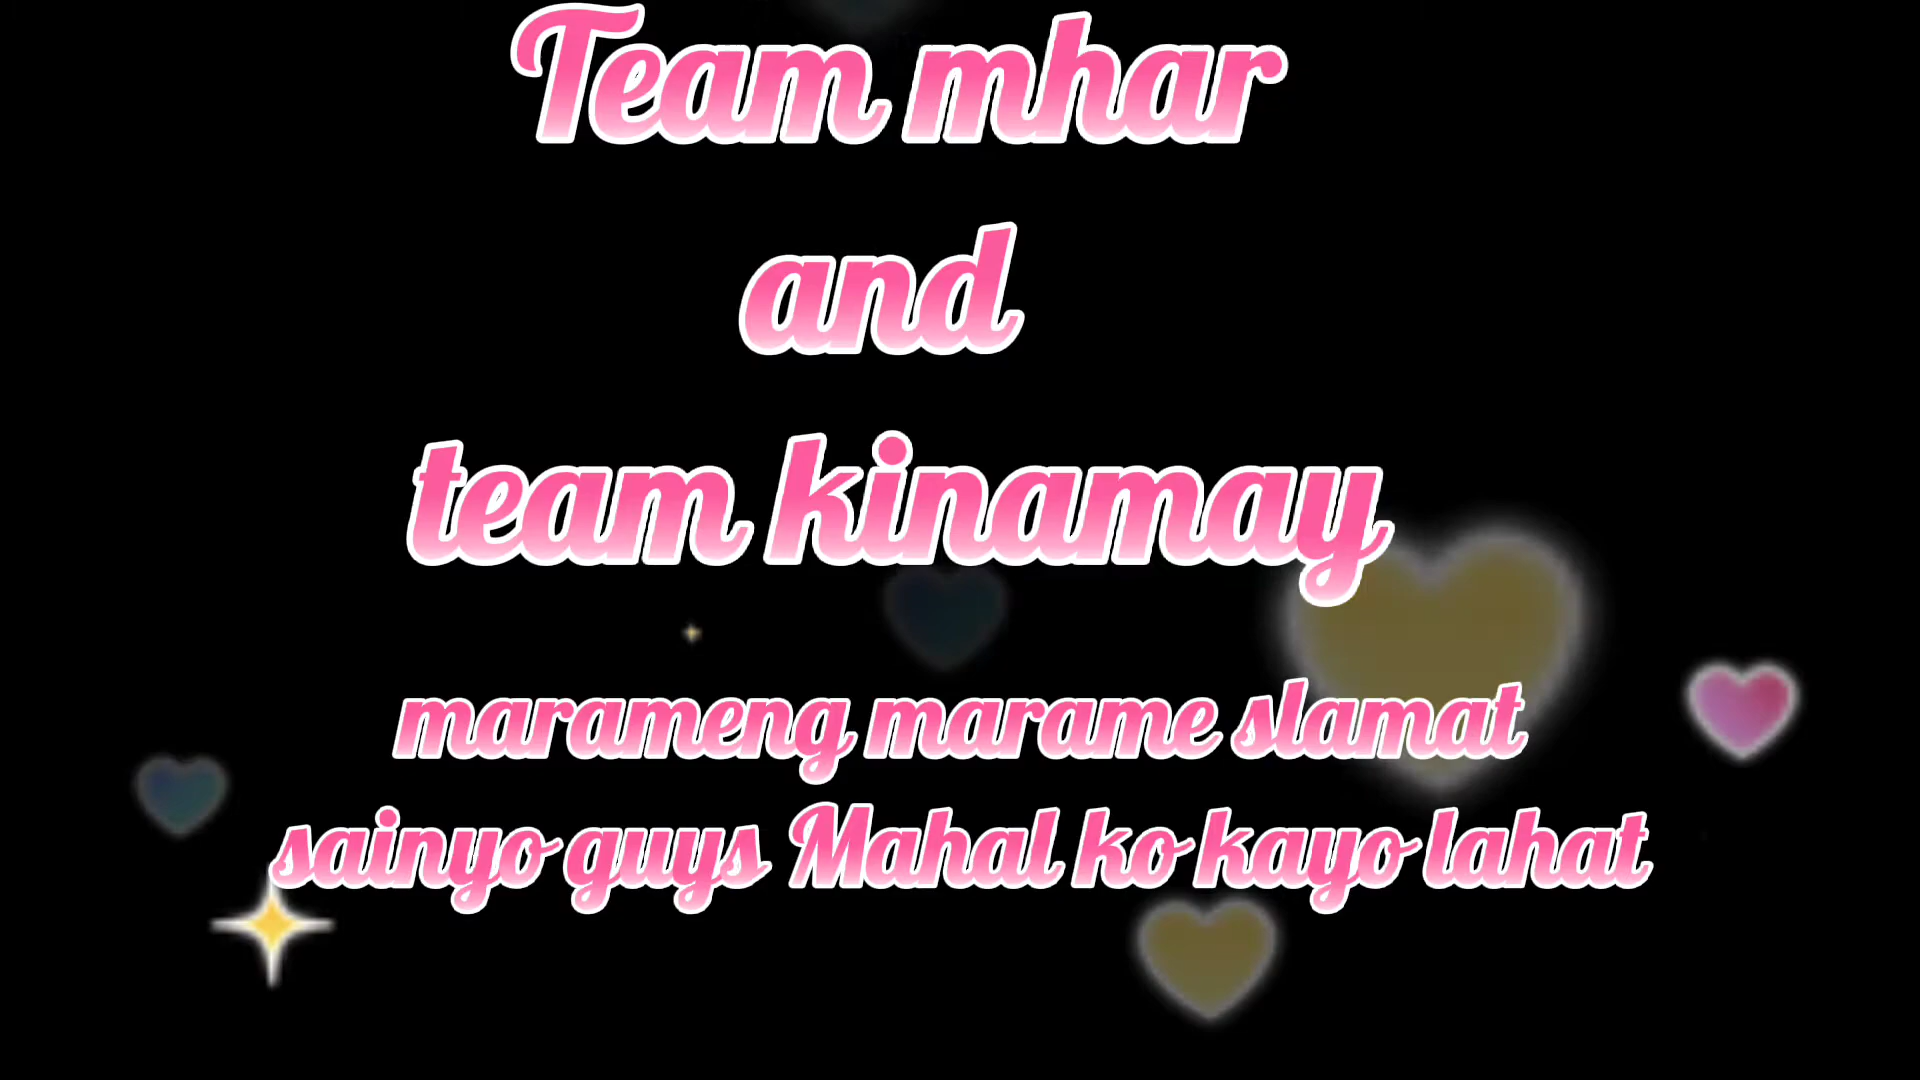 Team mhar
and
team kinamay
marameng marame slamat
sainyo guys Mahal ko kayo lahat